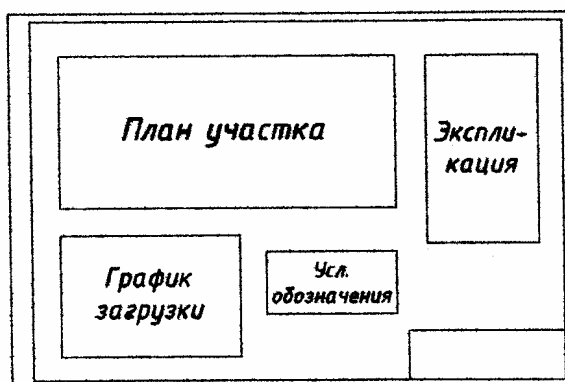 План участка
Экспли-
кация
График
загрузки
Усл.
обозначения